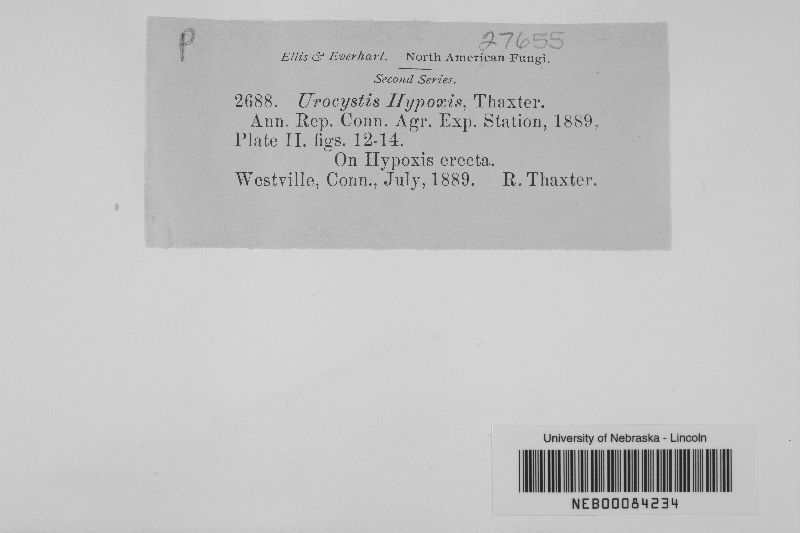 P
27655
Ellis & Everhart. North American Fungi.
Second Series.
2688. Urocystis Hypoxis, Thaxter.
Ann. Rep. Conn. Agr. Exp. Station, 1889,
Plate II. figs. 12-14.
On Hypoxis erecta.
Westville, Conn., July, 1889. R. Thaxter.
University of Nebraska - Lincoln
NEB00084234